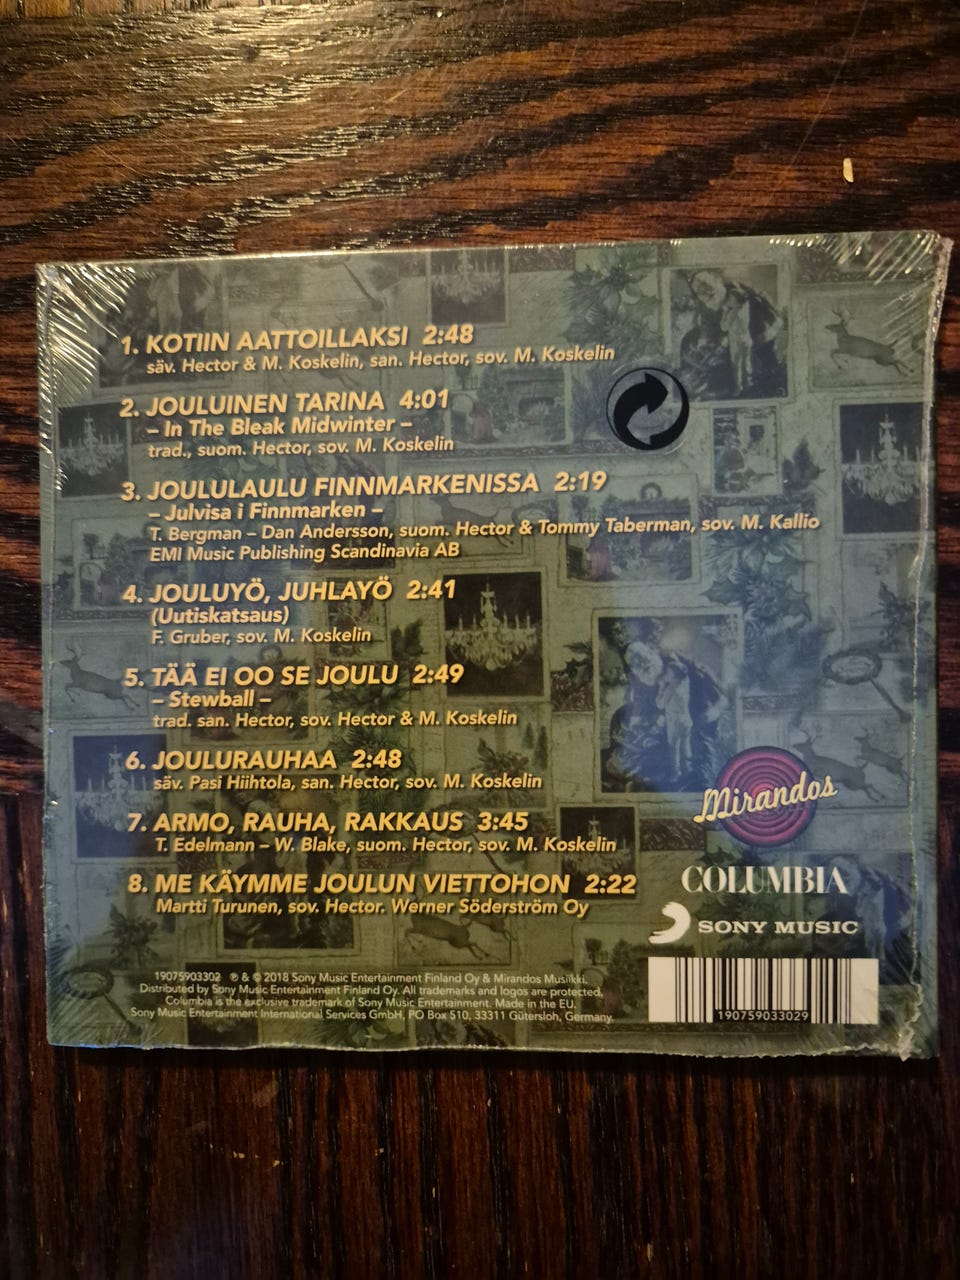 1. KOTIIN AATTOILLAKSI 2:48
säv. Hector & M. Koskelin, san. Hector, sov. M. Koskelin
2. JOULUINEN TARINA 4:01
– In The Bleak Midwinter –
trad., suom. Hector, sov. M. Koskelin
3. JOULULAULU FINNMARKENISSA 2:19
– Julvisa i Finnmarken –
T. Bergman – Dan Andersson, suom. Hector & Tommy Taberman, sov. M. Kallio
EMI Music Publishing Scandinavia AB
4. JOULUYÖ, JUHLAYÖ 2:41
(Uutiskatsaus)
F. Gruber, sov. M. Koskelin
5. TÄÄ EI OO SE JOULU 2:49
– Stewball –
trad. san. Hector, sov. Hector & M. Koskelin
6. JOULURAUHAA 2:48
säv. Pasi Hiihtola, san. Hector, sov. M. Koskelin
7. ARMO, RAUHA, RAKKAUS 3:45
T. Edelmann – W. Blake, suom. Hector, sov. M. Koskelin
8. ME KÄYMME JOULUN VIETTOHON 2:22
Martti Turunen, sov. Hector. Werner Söderström Oy
Mirandos
COLUMBIA
SONY MUSIC
19075903302 ℗ & © 2018 Sony Music Entertainment Finland Oy & Mirandos Musiikki.
Distributed by Sony Music Entertainment Finland Oy. All trademarks and logos are protected.
Columbia is the exclusive trademark of Sony Music Entertainment. Made in the EU.
Sony Music Entertainment International Services GmbH, PO Box 510, 33311 Gütersloh, Germany.
190759033029